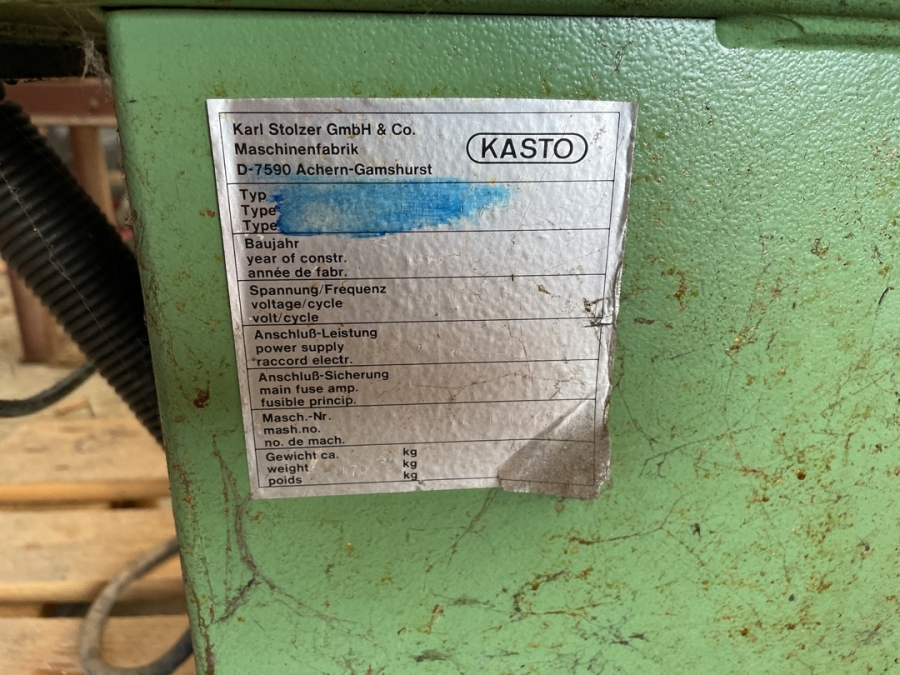 Karl Stolzer GmbH & Co.
Maschinenfabrik
D-7590 Achern-Gamshurst
KASTO
Typ
Type
Type
Baujahr
year of constr.
année de fabr.
Spannung/Frequenz
voltage/cycle
volt/cycle
Anschluß-Leistung
power supply
raccord electr.
Anschluß-Sicherung
main fuse amp.
fusible princip.
Masch.-Nr.
mash.no.
no. de mach.
Gewicht ca. kg
weight kg
poids kg